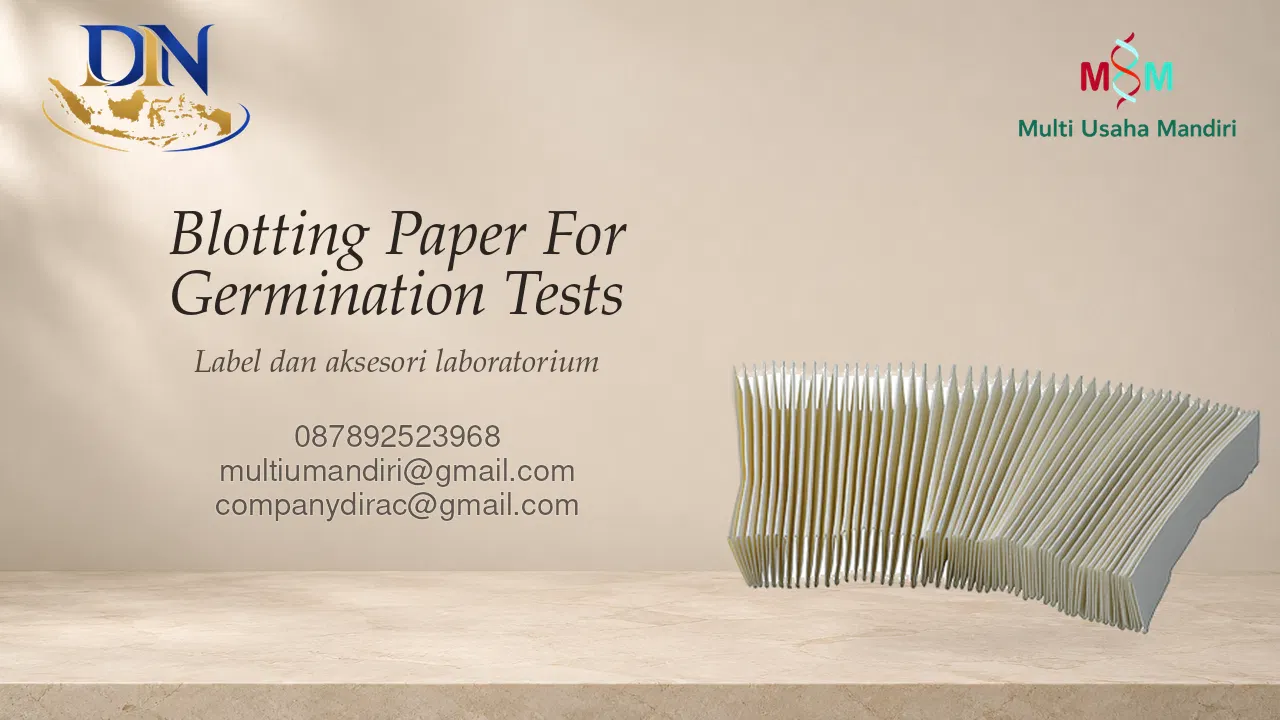 DN
M M
Multi Usaha Mandiri
Blotting Paper For
Germination Tests
Label dan aksesori laboratorium
087892523968
multiumandiri@gmail.com
companydirac@gmail.com